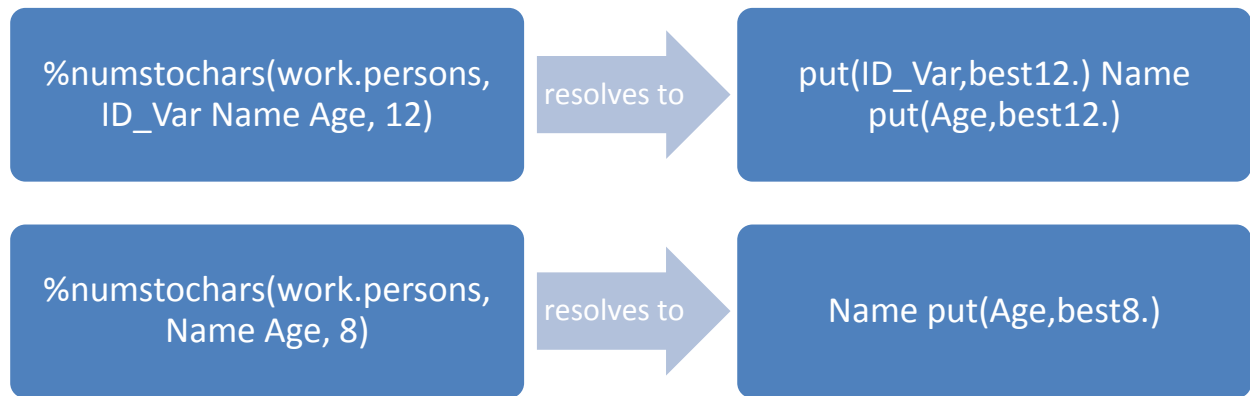 %numstochars(work.persons,
ID_Var Name Age, 12)
resolves to
put(ID_Var,best12.) Name
put(Age,best12.)
%numstochars(work.persons,
Name Age, 8)
resolves to
Name put(Age,best8.)